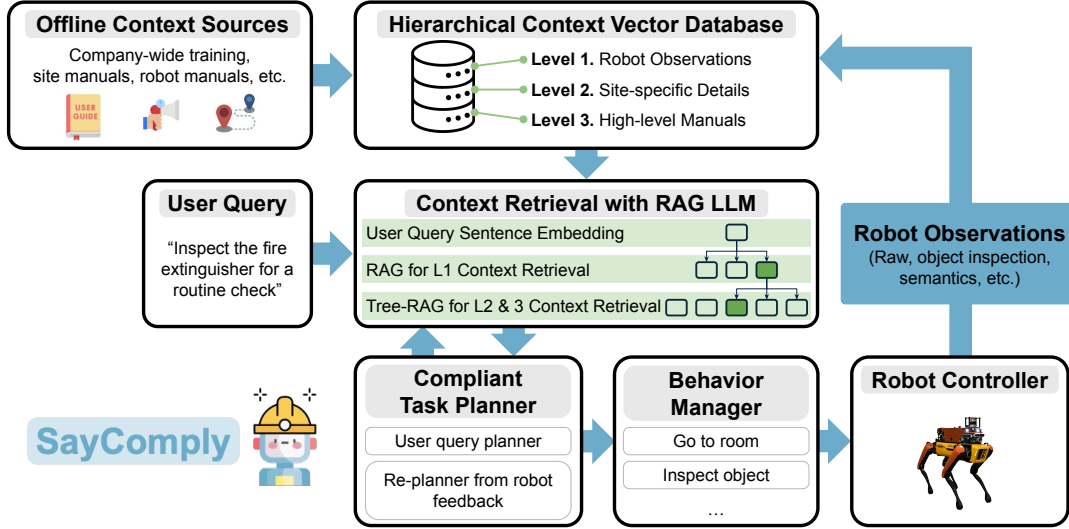 Offline Context Sources
Company-wide training,
site manuals, robot manuals, etc.
USER
GUIDE
Hierarchical Context Vector Database
Level 1. Robot Observations
Level 2. Site-specific Details
Level 3. High-level Manuals
User Query
“Inspect the fire
extinguisher for a
routine check”
Context Retrieval with RAG LLM
User Query Sentence Embedding
RAG for L1 Context Retrieval
Tree-RAG for L2 & 3 Context Retrieval
Robot Observations
(Raw, object inspection,
semantics, etc.)
SayComply
Compliant
Task Planner
User query planner
Re-planner from robot
feedback
Behavior
Manager
Go to room
Inspect object
…
Robot Controller